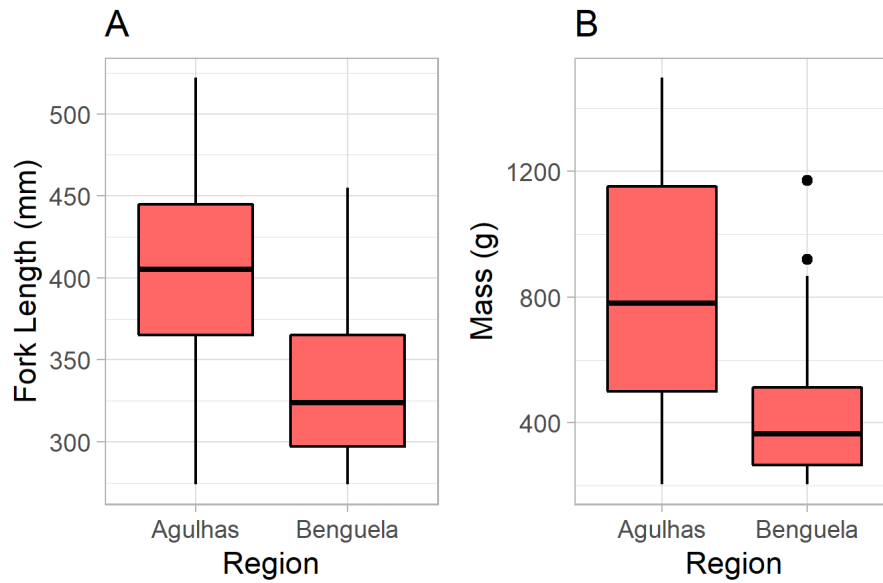 A
Fork Length (mm)
500
450
400
350
300
Agulhas Benguela
Region
B
Mass (g)
1200
800
400
Agulhas Benguela
Region